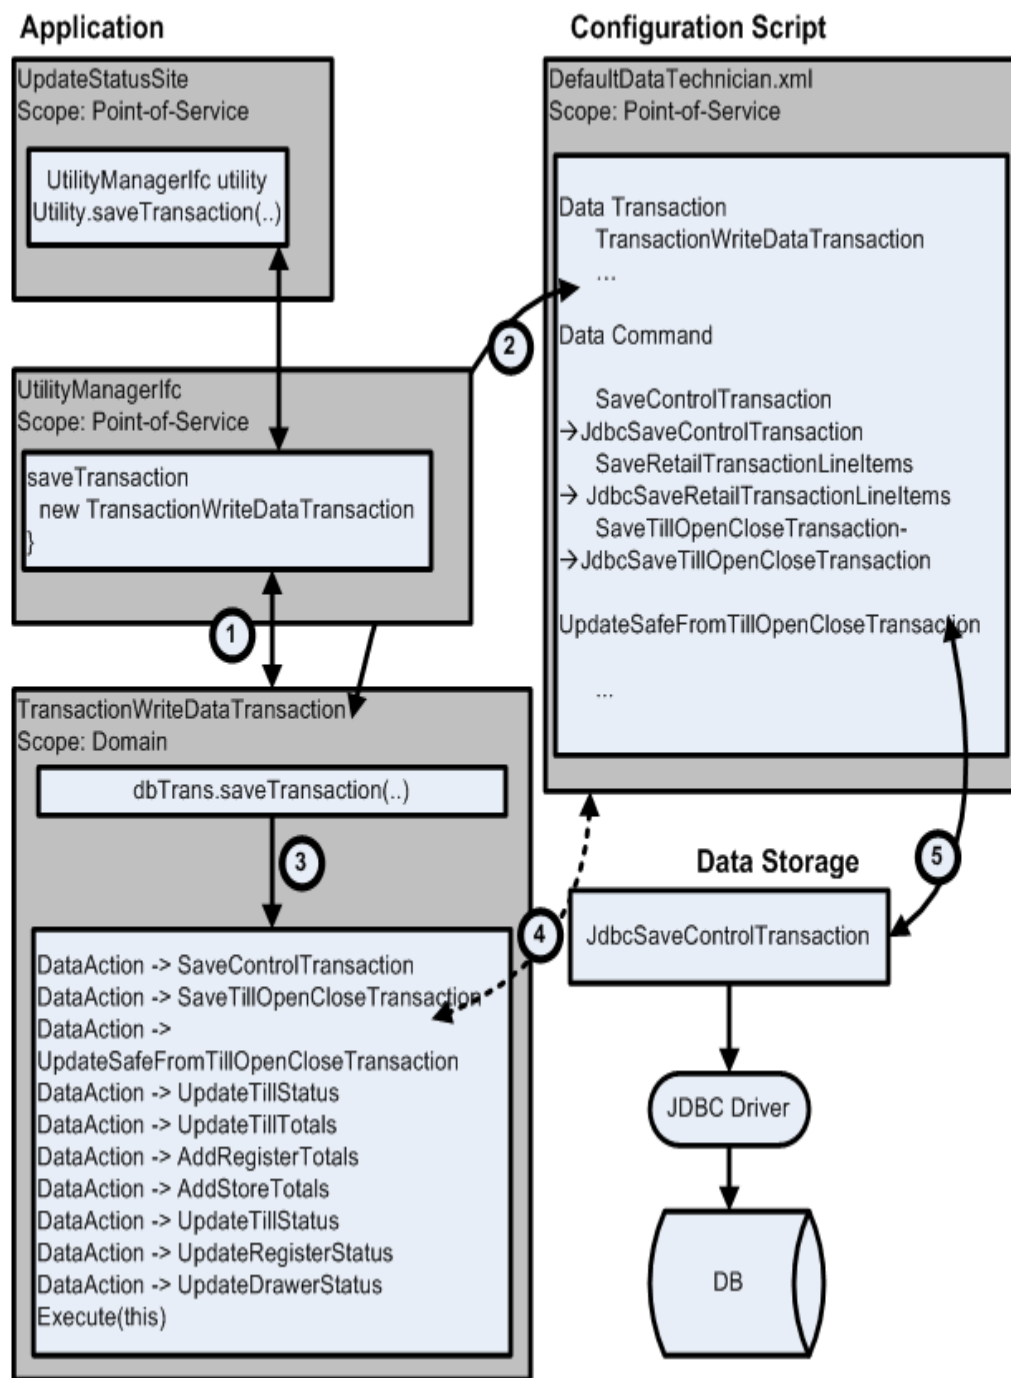 Application
UpdateStatusSite
Scope: Point-of-Service
UtilityManagerIfc utility
Utility.saveTransaction(..)
UtilityManagerIfc
Scope: Point-of-Service
saveTransaction
new TransactionWriteDataTransaction
}
1
TransactionWriteDataTransaction
Scope: Domain
dbTrans.saveTransaction(..)
3
DataAction -> SaveControlTransaction
DataAction -> SaveTillOpenCloseTransaction
DataAction ->
UpdateSafeFromTillOpenCloseTransaction
DataAction -> UpdateTillStatus
DataAction -> UpdateTillTotals
DataAction -> AddRegisterTotals
DataAction -> AddStoreTotals
DataAction -> UpdateTillStatus
DataAction -> UpdateRegisterStatus
DataAction -> UpdateDrawerStatus
Execute(this)
Configuration Script
DefaultDataTechnician.xml
Scope: Point-of-Service
Data Transaction
TransactionWriteDataTransaction
...
2
Data Command
SaveControlTransaction
→JdbcSaveControlTransaction
SaveRetailTransactionLineItems
→ JdbcSaveRetailTransactionLineItems
SaveTillOpenCloseTransaction-
→JdbcSaveTillOpenCloseTransaction
UpdateSafeFromTillOpenCloseTransaction
...
4
5
Data Storage
JdbcSaveControlTransaction
JDBC Driver
DB